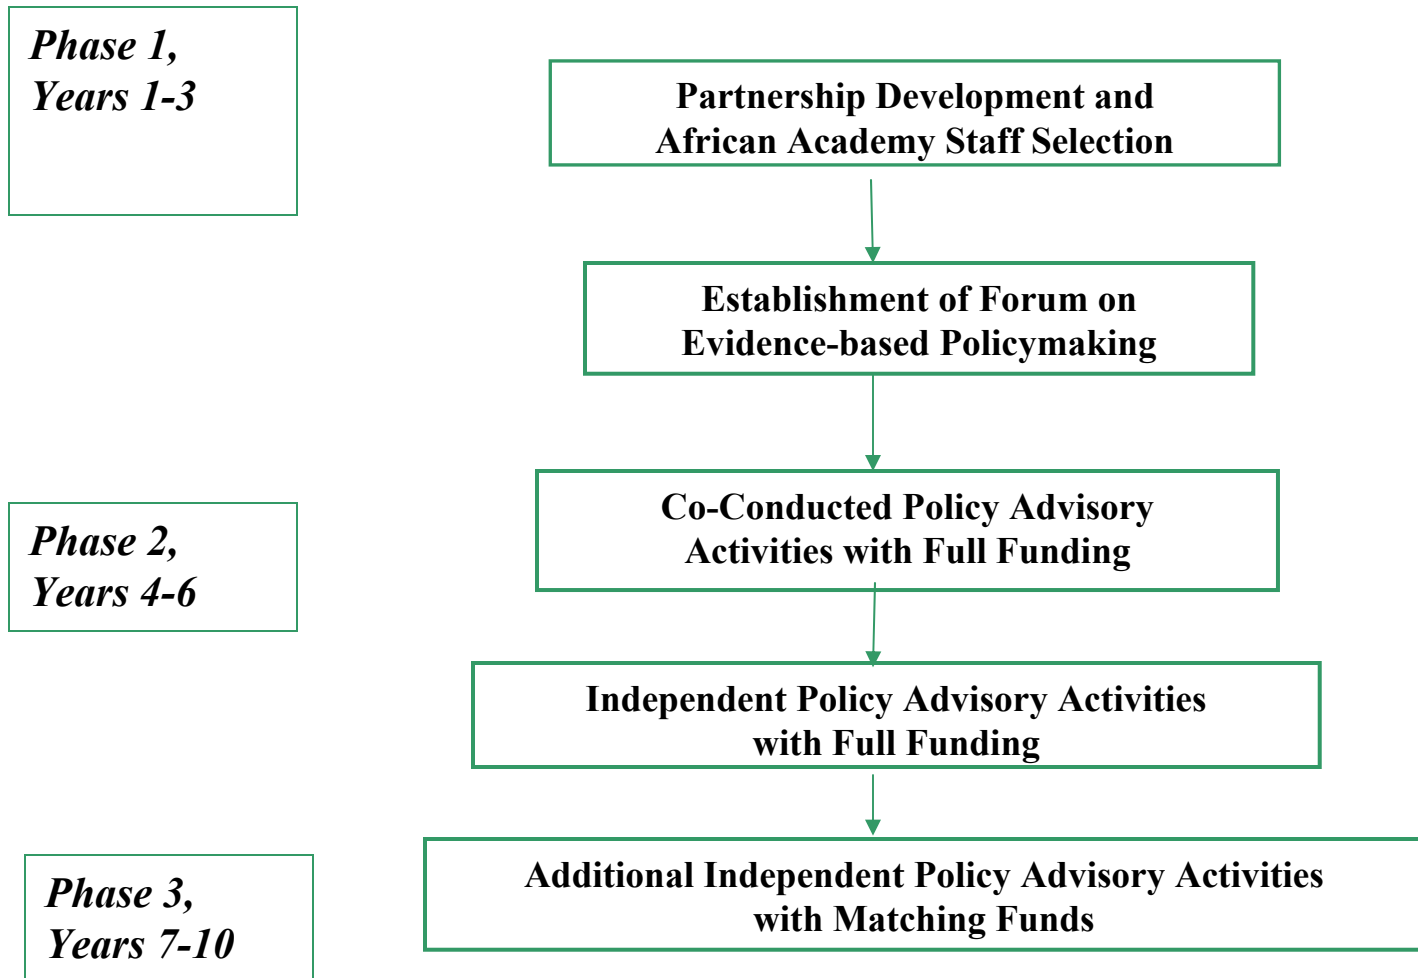 Phase 1,
Years 1-3
Partnership Development and
African Academy Staff Selection
Establishment of Forum on
Evidence-based Policymaking
Phase 2,
Years 4-6
Co-Conducted Policy Advisory
Activities with Full Funding
Independent Policy Advisory Activities
with Full Funding
Phase 3,
Years 7-10
Additional Independent Policy Advisory Activities
with Matching Funds